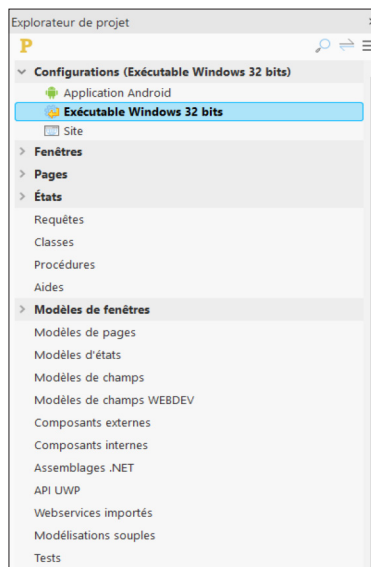 Explorateur de projet
P
Configurations (Exécutable Windows 32 bits)
Application Android
Exécutable Windows 32 bits
Site
Fenêtres
Pages
États
Requêtes
Classes
Procédures
Aides
Modèles de fenêtres
Modèles de pages
Modèles d'états
Modèles de champs
Modèles de champs WEBDEV
Composants externes
Composants internes
Assemblages .NET
API UWP
Webservices importés
Modélisations souples
Tests